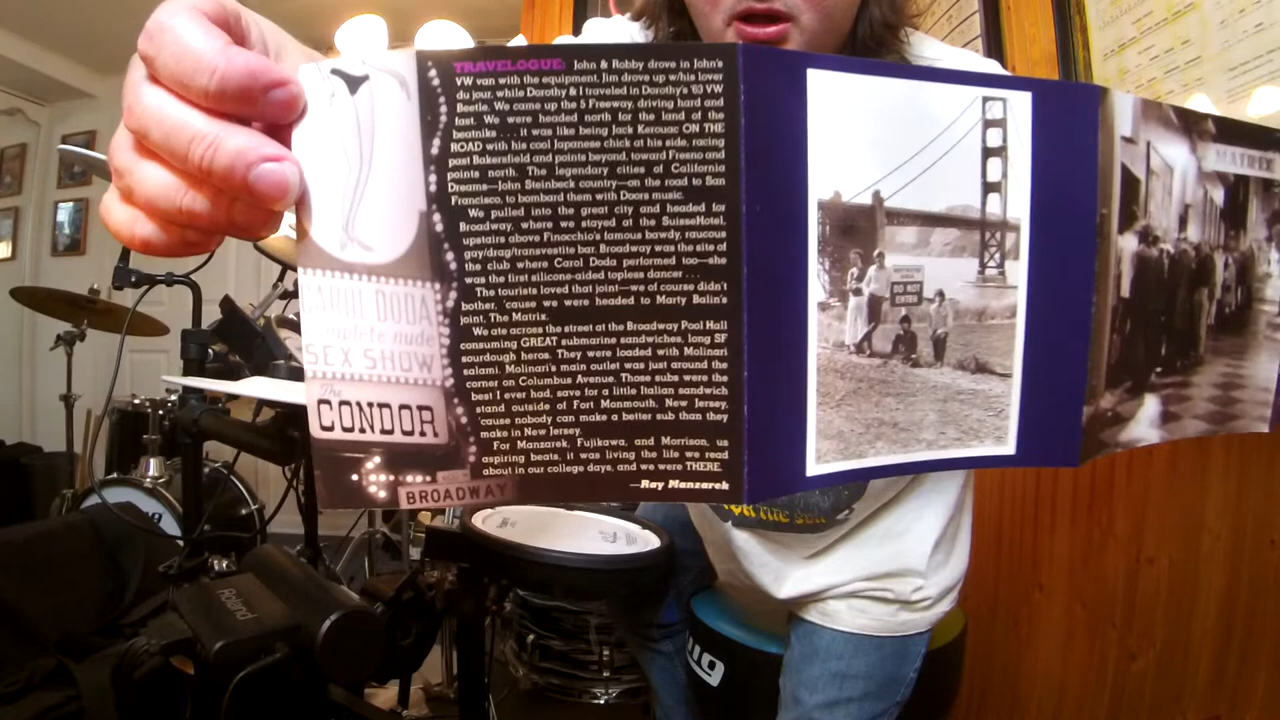 TRAVELOGUE: John & Robby drove in John's
VW van with the equipment, Jim drove up w/his lover
du jour, while Dorothy & I traveled in Dorothy's '63 VW
Beetle. We came up the 5 Freeway, driving hard and
fast. We were headed north for the land of the
beatniks . . . it was like being Jack Kerouac ON THE
ROAD with his cool Japanese chick at his side, racing
past Bakersfield and points beyond, toward Fresno and
points north. The legendary cities of California
Dreams—John Steinbeck country—on the road to San
Francisco, to bombard them with Doors music.
We pulled into the great city and headed for
Broadway, where we stayed at the SuisseHotel,
upstairs above Finocchio's famous bawdy, raucous
gay/drag/transvestite bar. Broadway was the site of
the club where Carol Doda performed too—she
was the first silicone-aided topless dancer . . .
The tourists loved that joint—we of course didn't
bother, 'cause we were headed to Marty Balin's
joint, The Matrix.
We ate across the street at the Broadway Pool Hall
consuming GREAT submarine sandwiches, long SF
sourdough heros. They were loaded with Molinari
salami. Molinari's main outlet was just around the
corner on Columbus Avenue. Those subs were the
best I ever had, save for a little Italian sandwich
stand outside of Fort Monmouth, New Jersey,
'cause nobody can make a better sub than they
make in New Jersey.
For Manzarek, Fujikawa, and Morrison, us
aspiring beats, it was living the life we read
about in our college days, and we were THERE.
—Ray Manzarek
CAROL DODA
complete nude
SEX SHOW
The
CONDOR
BROADWAY
DO NOT
ENTER
MATRIX
Roland
FOR THE SUN